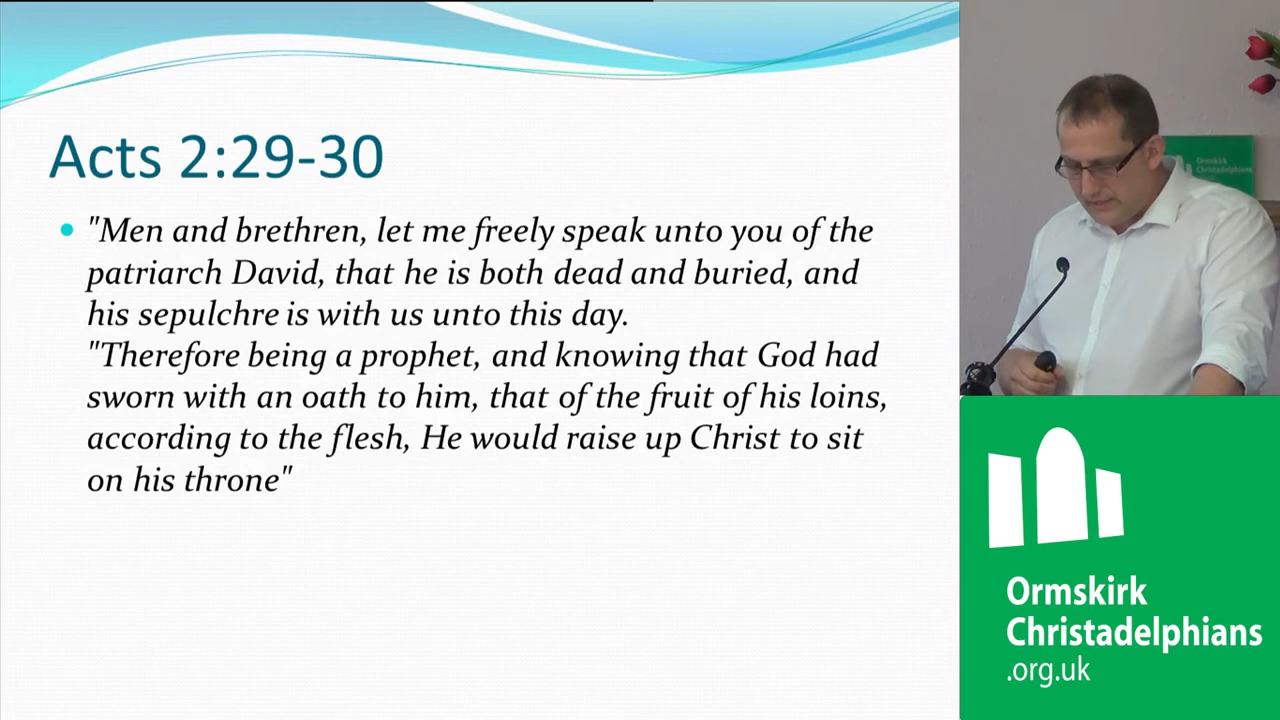 Acts 2:29-30
"Men and brethren, let me freely speak unto you of the
patriarch David, that he is both dead and buried, and
his sepulchre is with us unto this day.
"Therefore being a prophet, and knowing that God had
sworn with an oath to him, that of the fruit of his loins,
according to the flesh, He would raise up Christ to sit
on his throne"
Ormskirk
Christadelphians
Ormskirk
Christadelphians
.org.uk